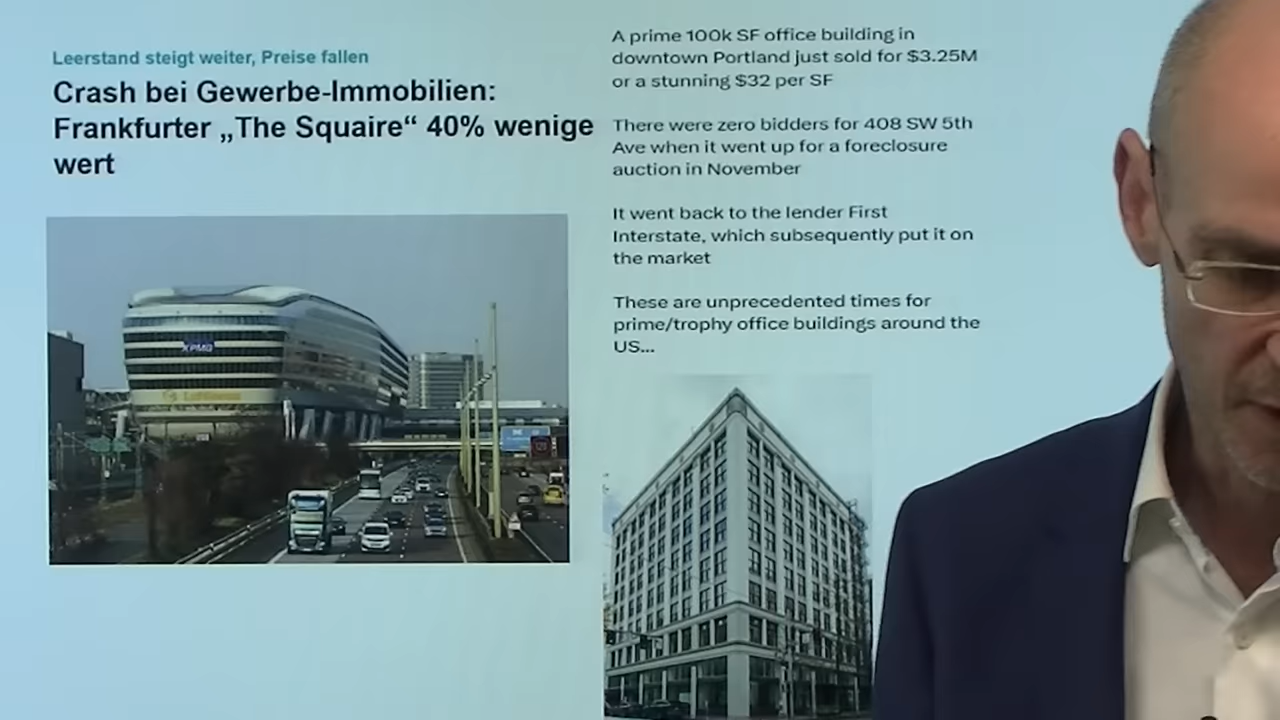 Leerstand steigt weiter, Preise fallen
Crash bei Gewerbe-Immobilien:
Frankfurter „The Squaire“ 40% wenige
wert
KPMG
Lufthansa
A prime 100k SF office building in
downtown Portland just sold for $3.25M
or a stunning $32 per SF
There were zero bidders for 408 SW 5th
Ave when it went up for a foreclosure
auction in November
It went back to the lender First
Interstate, which subsequently put it on
the market
These are unprecedented times for
prime/trophy office buildings around the
US...